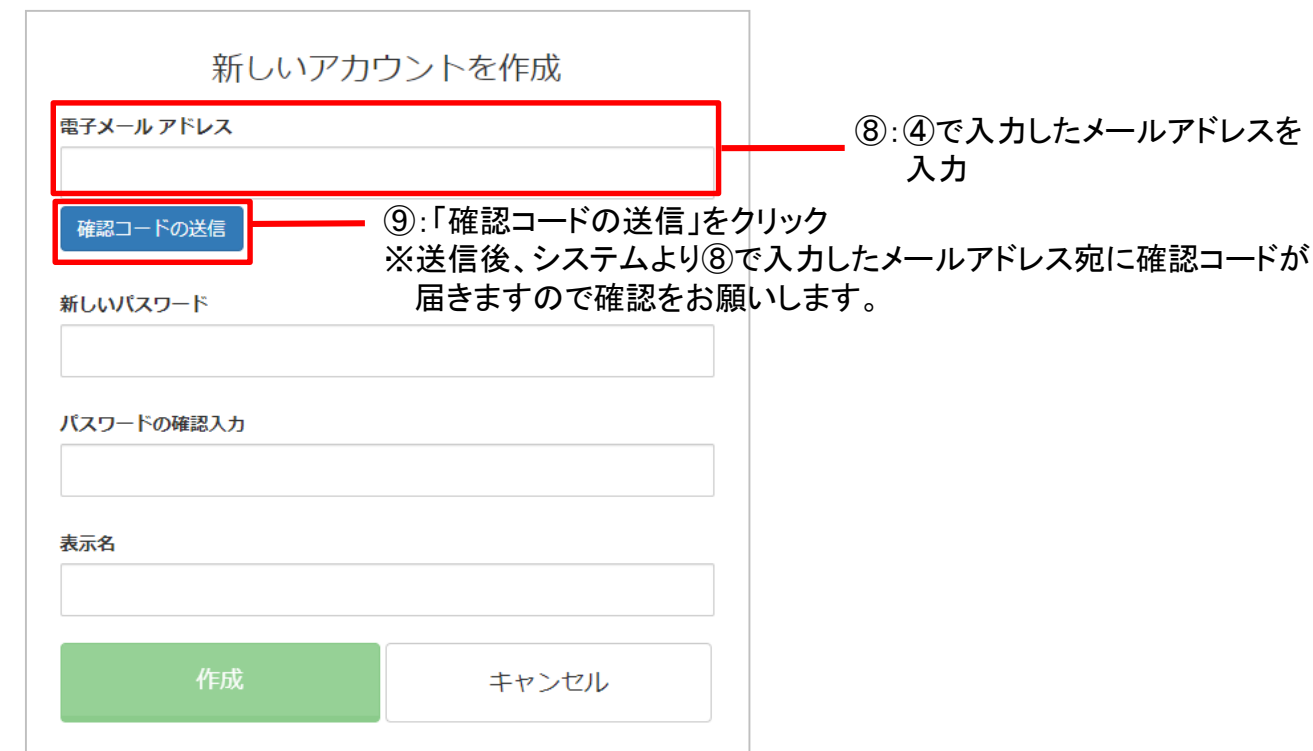 新しいアカウントを作成
電子メール アドレス
⑧:④で入力したメールアドレスを
入力
確認コードの送信
⑨:「確認コードの送信」をクリック
※送信後、システムより⑧で入力したメールアドレス宛に確認コードが
届きますので確認をお願いします。
新しいパスワード
パスワードの確認入力
表示名
作成
キャンセル